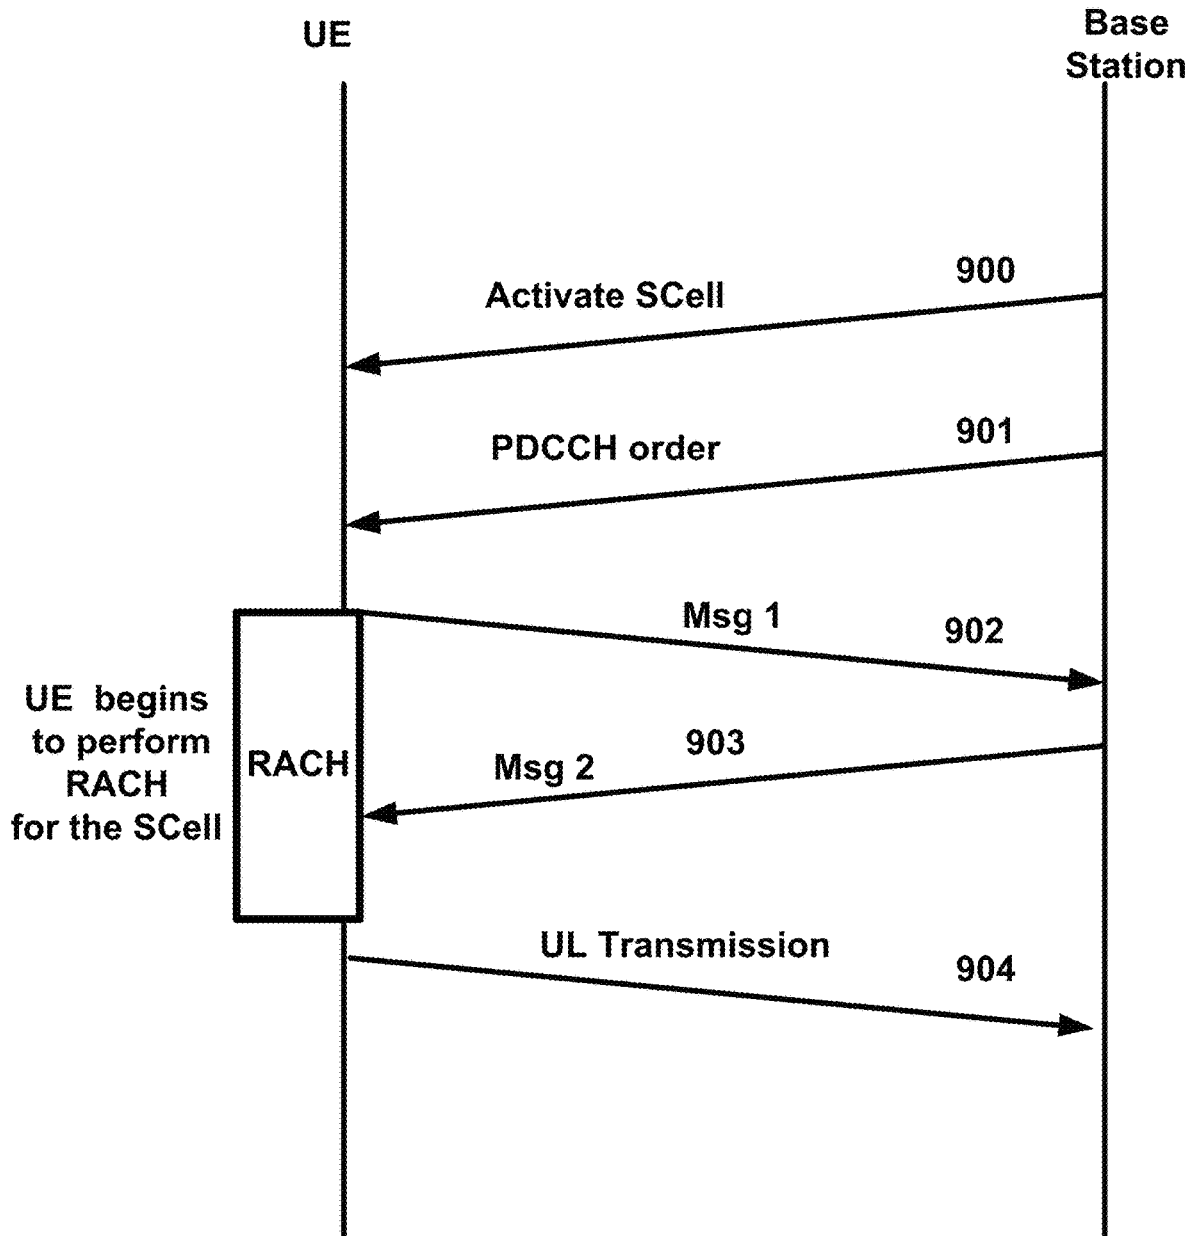 UE
Base
Station
900
Activate SCell
901
PDCCH order
Msg 1
902
UE begins
to perform
RACH
for the SCell
RACH
903
Msg 2
UL Transmission
904